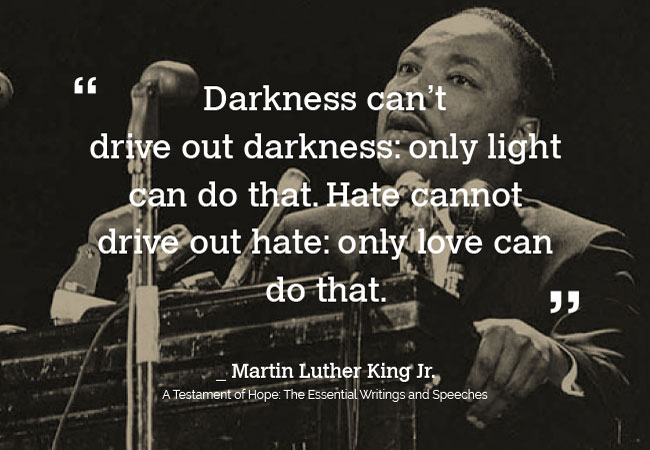 “ Darkness can’t
drive out darkness: only light
can do that. Hate cannot
drive out hate: only love can
do that. ”
_ Martin Luther King Jr.
A Testament of Hope: The Essential Writings and Speeches